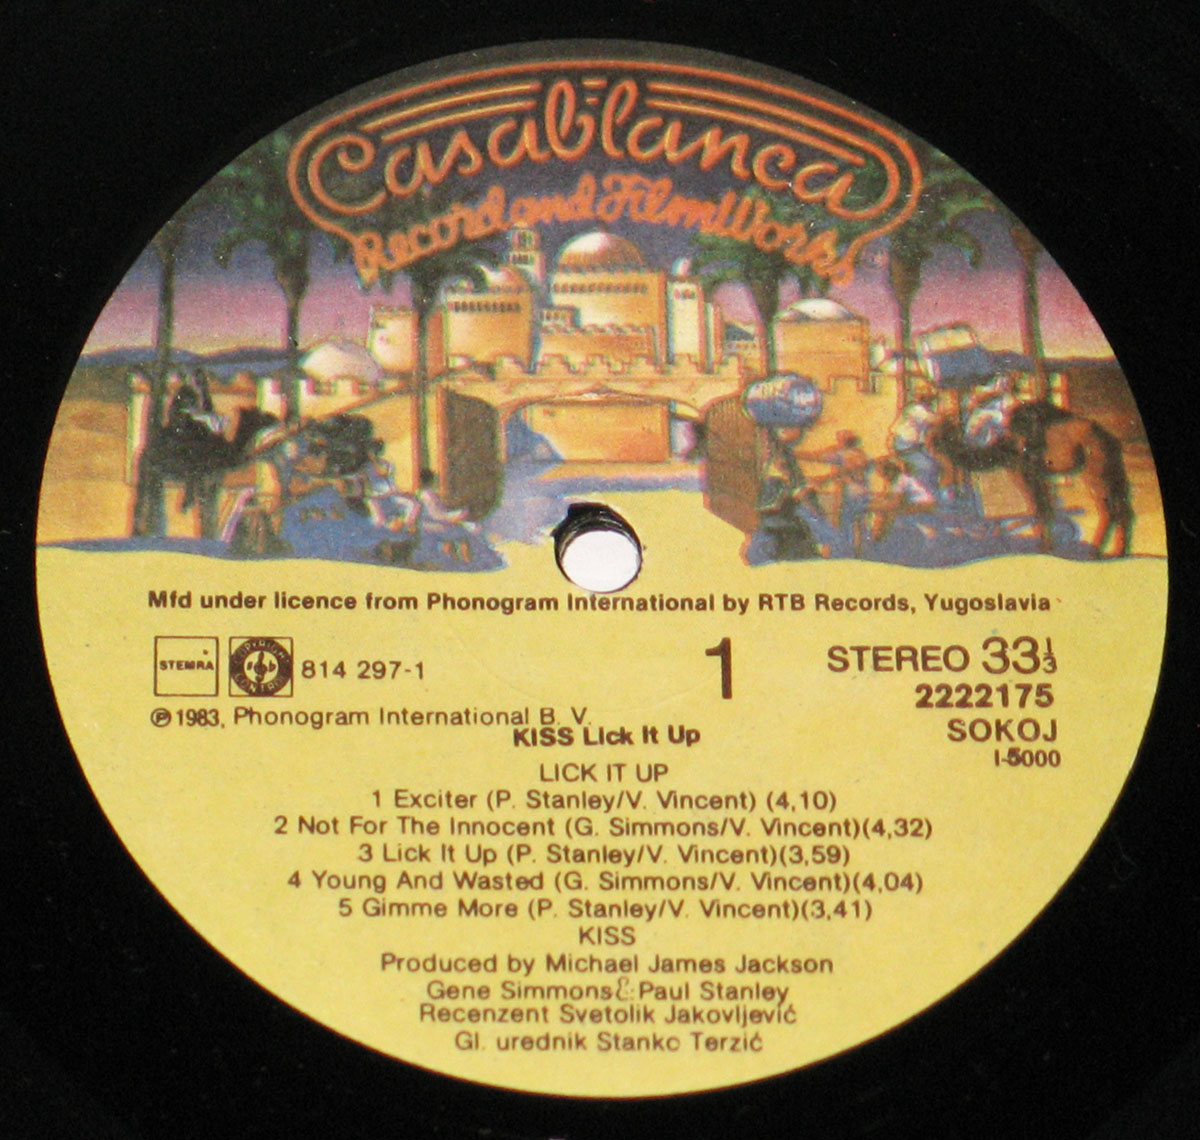 Casablanca
Record and FilmWorks
Mfd under licence from Phonogram International by RTB Records, Yugoslavia
STEMRA
814 297-1
1
STEREO 33 1/3
2222175
SOKOJ
I-5000
℗ 1983, Phonogram International B. V.
KISS Lick It Up
LICK IT UP
1 Exciter (P. Stanley/V. Vincent) (4,10)
2 Not For The Innocent (G. Simmons/V. Vincent)(4,32)
3 Lick It Up (P. Stanley/V. Vincent)(3,59)
4 Young And Wasted (G. Simmons/V. Vincent)(4,04)
5 Gimme More (P. Stanley/V. Vincent)(3,41)
KISS
Produced by Michael James Jackson
Gene Simmons & Paul Stanley
Recenzent Svetolik Jakovljević
Gl. urednik Stanko Terzić